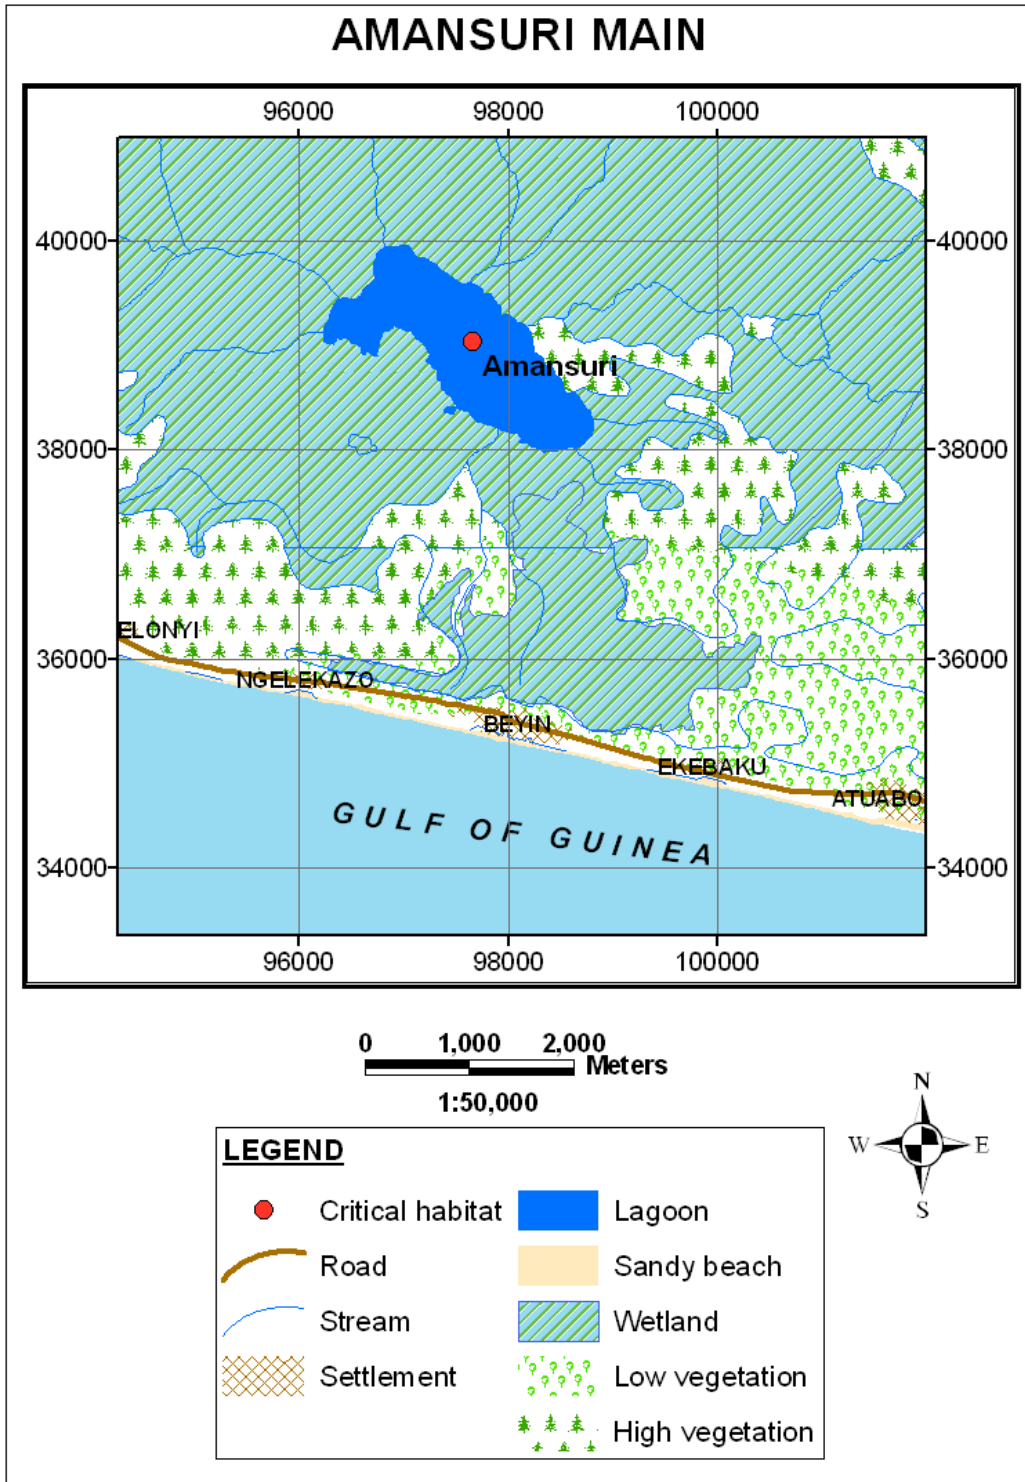 AMANSURI MAIN
96000 98000 100000
40000 40000
Amansuri
38000 38000
ELONYI
36000 36000
NGELEKAZO
BEYIN
EKEBAKU
ATUABO
GULF OF GUINEA
34000 34000
96000 98000 100000
0 1,000 2,000
Meters
1:50,000
N
W E
S
LEGEND
Critical habitat Lagoon
Road Sandy beach
Stream Wetland
Settlement Low vegetation
High vegetation